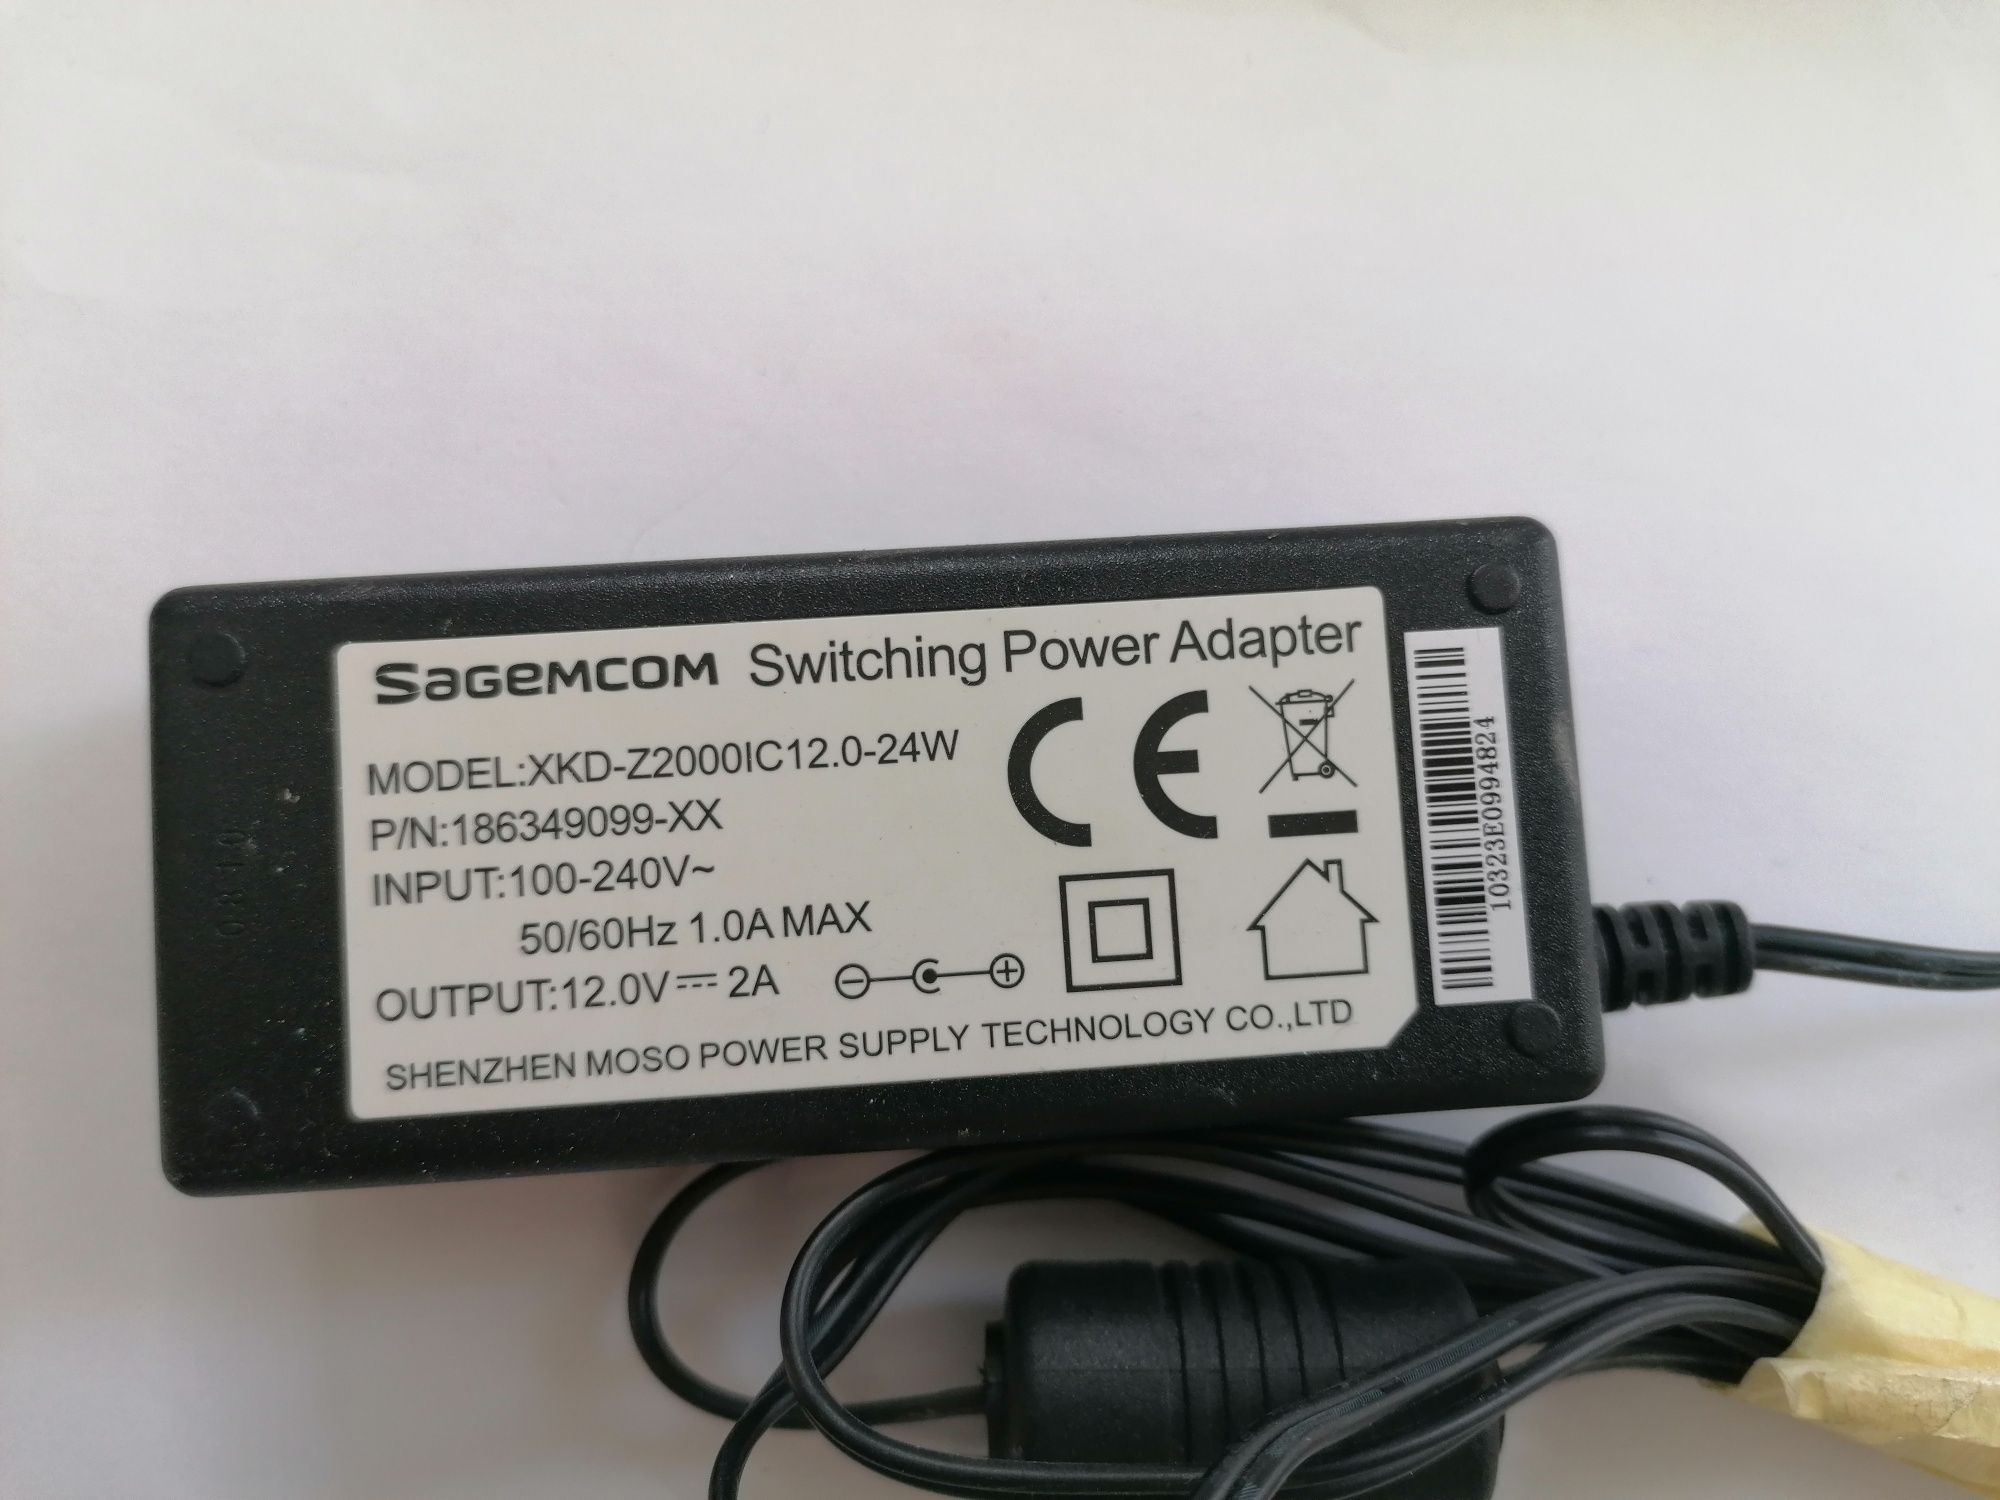 SAGEMCOM Switching Power Adapter
MODEL:XKD-Z2000IC12.0-24W
P/N:186349099-XX
INPUT:100-240V~
50/60Hz 1.0A MAX
OUTPUT:12.0V⎓2A
SHENZHEN MOSO POWER SUPPLY TECHNOLOGY CO.,LTD
CE
10323E0994824